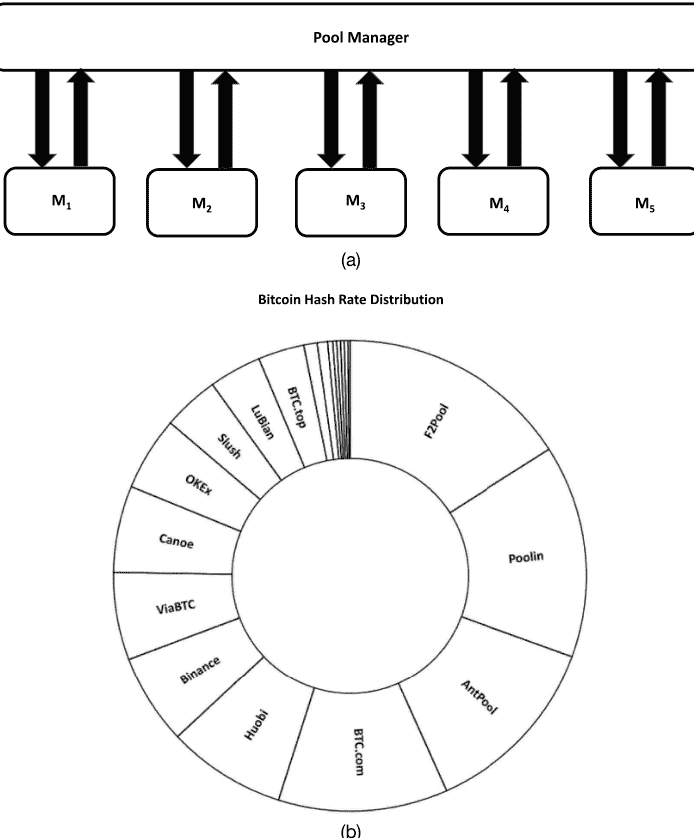 Pool Manager
M1
M2
M3
M4
M5
(a)
Bitcoin Hash Rate Distribution
F2Pool
Poolin
AntPool
BTC.com
Huobi
Binance
ViaBTC
Canoe
OKEx
Slush
LuBian
BTC.top
(b)